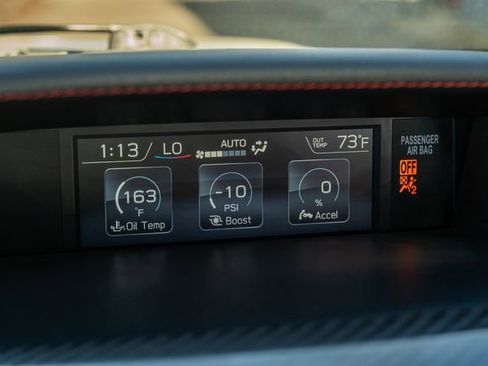 1:13 / LO AUTO OUT TEMP 73°F
163 °F Oil Temp
-10 PSI Boost
0 % Accel
PASSENGER
AIR BAG
OFF
2